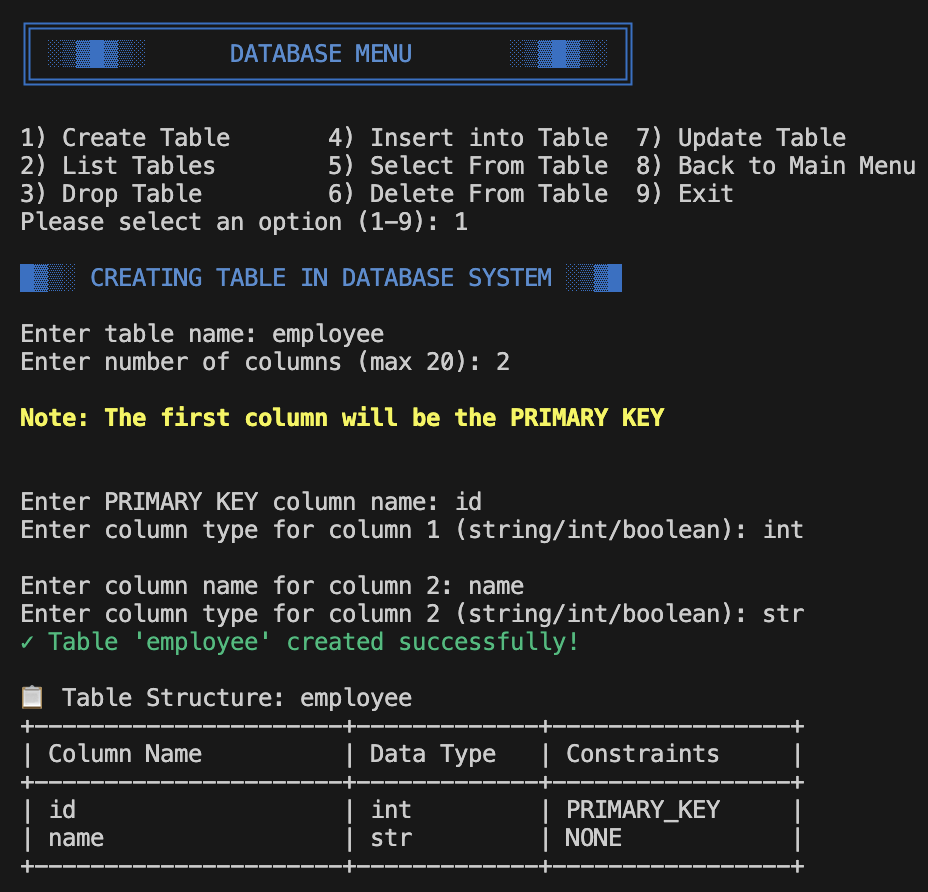 DATABASE MENU
1) Create Table       4) Insert into Table  7) Update Table
2) List Tables        5) Select From Table  8) Back to Main Menu
3) Drop Table         6) Delete From Table  9) Exit
Please select an option (1-9): 1
CREATING TABLE IN DATABASE SYSTEM
Enter table name: employee
Enter number of columns (max 20): 2
Note: The first column will be the PRIMARY KEY
Enter PRIMARY KEY column name: id
Enter column type for column 1 (string/int/boolean): int
Enter column name for column 2: name
Enter column type for column 2 (string/int/boolean): str
✓ Table 'employee' created successfully!
📋 Table Structure: employee
+----------------------+-------------+-----------------+
| Column Name          | Data Type   | Constraints     |
+----------------------+-------------+-----------------+
| id                   | int         | PRIMARY_KEY     |
| name                 | str         | NONE            |
+----------------------+-------------+-----------------+